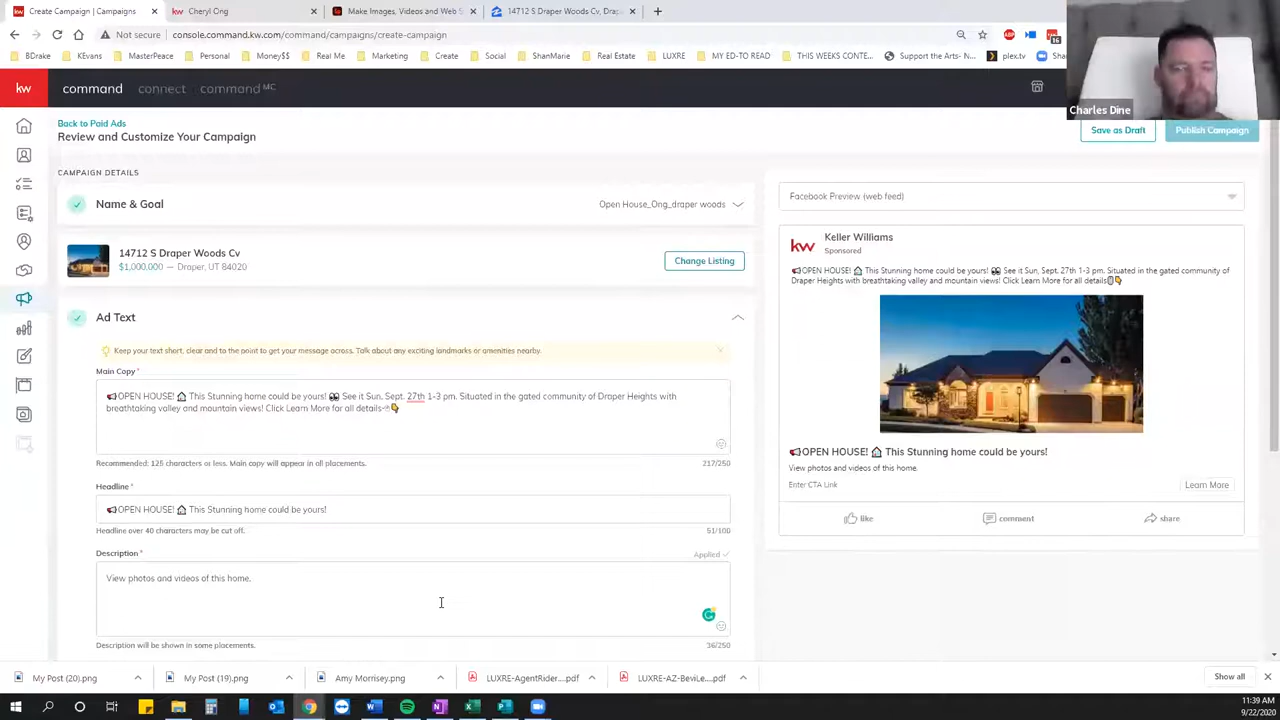 Create Campaign | Campaigns
Cheryl Ong
Make Images, Videos and Web S
14712 S Draper Woods Cv, Drap
Not secure
console.command.kw.com/command/campaigns/create-campaign
BDrake
KEvans
MasterPeace
Personal
Money$$
Real Me
Marketing
Create
Social
ShanMarie
Real Estate
LUXRE
MY ED-TO READ
THIS WEEKS CONTE
Support the Arts- N
plex.tv
Sha
16
kw
command
connect
command MC
Charles Dine
Back to Paid Ads
Review and Customize Your Campaign
Save as Draft
Publish Campaign
CAMPAIGN DETAILS
Name & Goal
Open House_Ong_draper woods
14712 S Draper Woods Cv
$1,000,000 — Draper, UT 84020
Change Listing
Ad Text
Keep your text short, clear and to the point to get your message across. Talk about any exciting landmarks or amenities nearby.
Main Copy *
📢OPEN HOUSE! 🏠 This Stunning home could be yours! 👀 See it Sun, Sept. 27th 1-3 pm. Situated in the gated community of Draper Heights with
breathtaking valley and mountain views! Click Learn More for all details👇
Recommended: 125 characters or less. Main copy will appear in all placements.
217/250
Headline *
📢OPEN HOUSE! 🏠 This Stunning home could be yours!
Headline over 40 characters may be cut off.
51/100
Description *
Applied ✓
View photos and videos of this home.
Description will be shown in some placements.
36/250
Facebook Preview (web feed)
kw
Keller Williams
Sponsored
📢OPEN HOUSE! 🏠 This Stunning home could be yours! 👀 See it Sun, Sept. 27th 1-3 pm. Situated in the gated community of
Draper Heights with breathtaking valley and mountain views! Click Learn More for all details👇
📢OPEN HOUSE! 🏠 This Stunning home could be yours!
View photos and videos of this home.
Enter CTA Link
Learn More
like
comment
share
My Post (20).png
My Post (19).png
Amy Morrisey.png
LUXRE-AgentRider....pdf
LUXRE-AZ-BeviLe....pdf
Show all
11:39 AM
9/22/2020